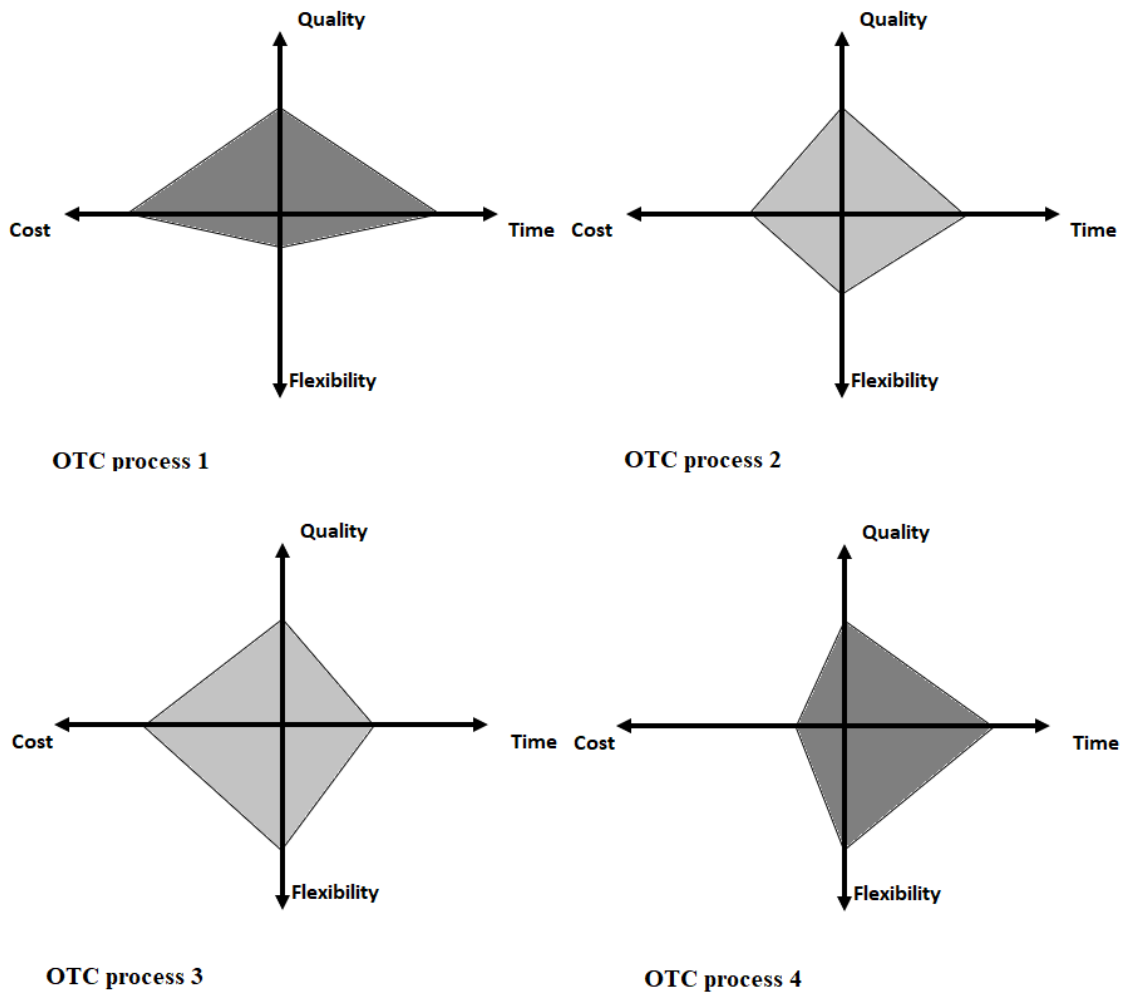 Quality
Cost
Time
Flexibility
OTC process 1
Quality
Cost
Time
Flexibility
OTC process 2
Quality
Cost
Time
Flexibility
OTC process 3
Quality
Cost
Time
Flexibility
OTC process 4